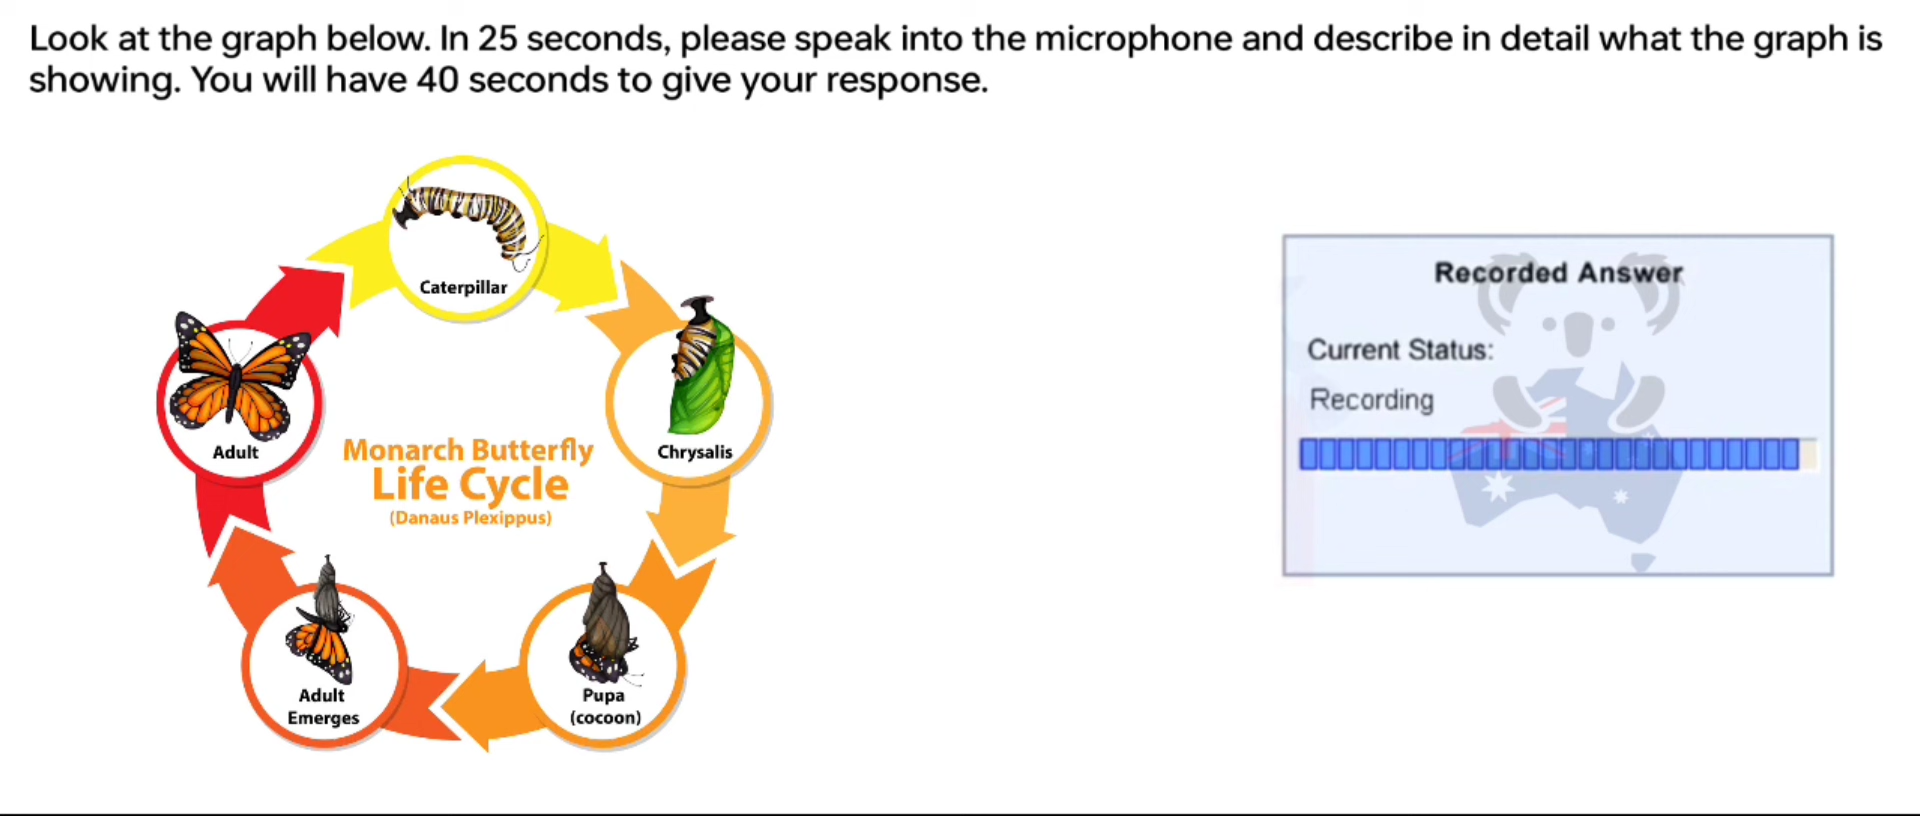 Look at the graph below. In 25 seconds, please speak into the microphone and describe in detail what the graph is
showing. You will have 40 seconds to give your response.
Caterpillar
Chrysalis
Pupa
(cocoon)
Adult
Emerges
Adult
Monarch Butterfly
Life Cycle
(Danaus Plexippus)
Recorded Answer
Current Status:
Recording